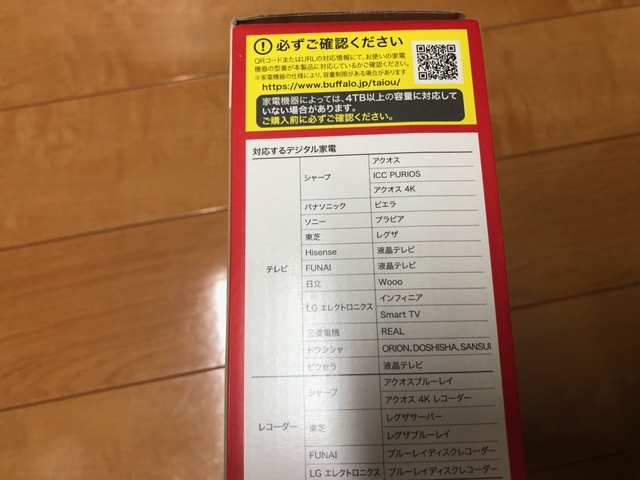 必ずご確認ください
QRコードまたはURLの対応情報にて、お使いの家電
機器の型番が本製品に対応しているかご確認ください。
※家電機器の仕様により、容量制限がある場合があります
https://www.buffalo.jp/taiou/
家電機器によっては、4TB以上の容量に対応して
いない場合があります。
ご購入前に必ずご確認ください。
対応するデジタル家電
テレビ
シャープ
アクオス
ICC PURIOS
アクオス 4K
パナソニック ビエラ
ソニー ブラビア
東芝 レグザ
Hisense 液晶テレビ
FUNAI 液晶テレビ
日立 Wooo
LG エレクトロニクス
インフィニア
Smart TV
三菱電機 REAL
ドウシシャ ORION、DOSHISHA、SANSUI
ピクセラ 液晶テレビ
レコーダー
シャープ
アクオスブルーレイ
アクオス 4K レコーダー
東芝
レグザサーバー
レグザブルーレイ
FUNAI ブルーレイディスクレコーダー
LG エレクトロニクス ブルーレイディスクレコーダー